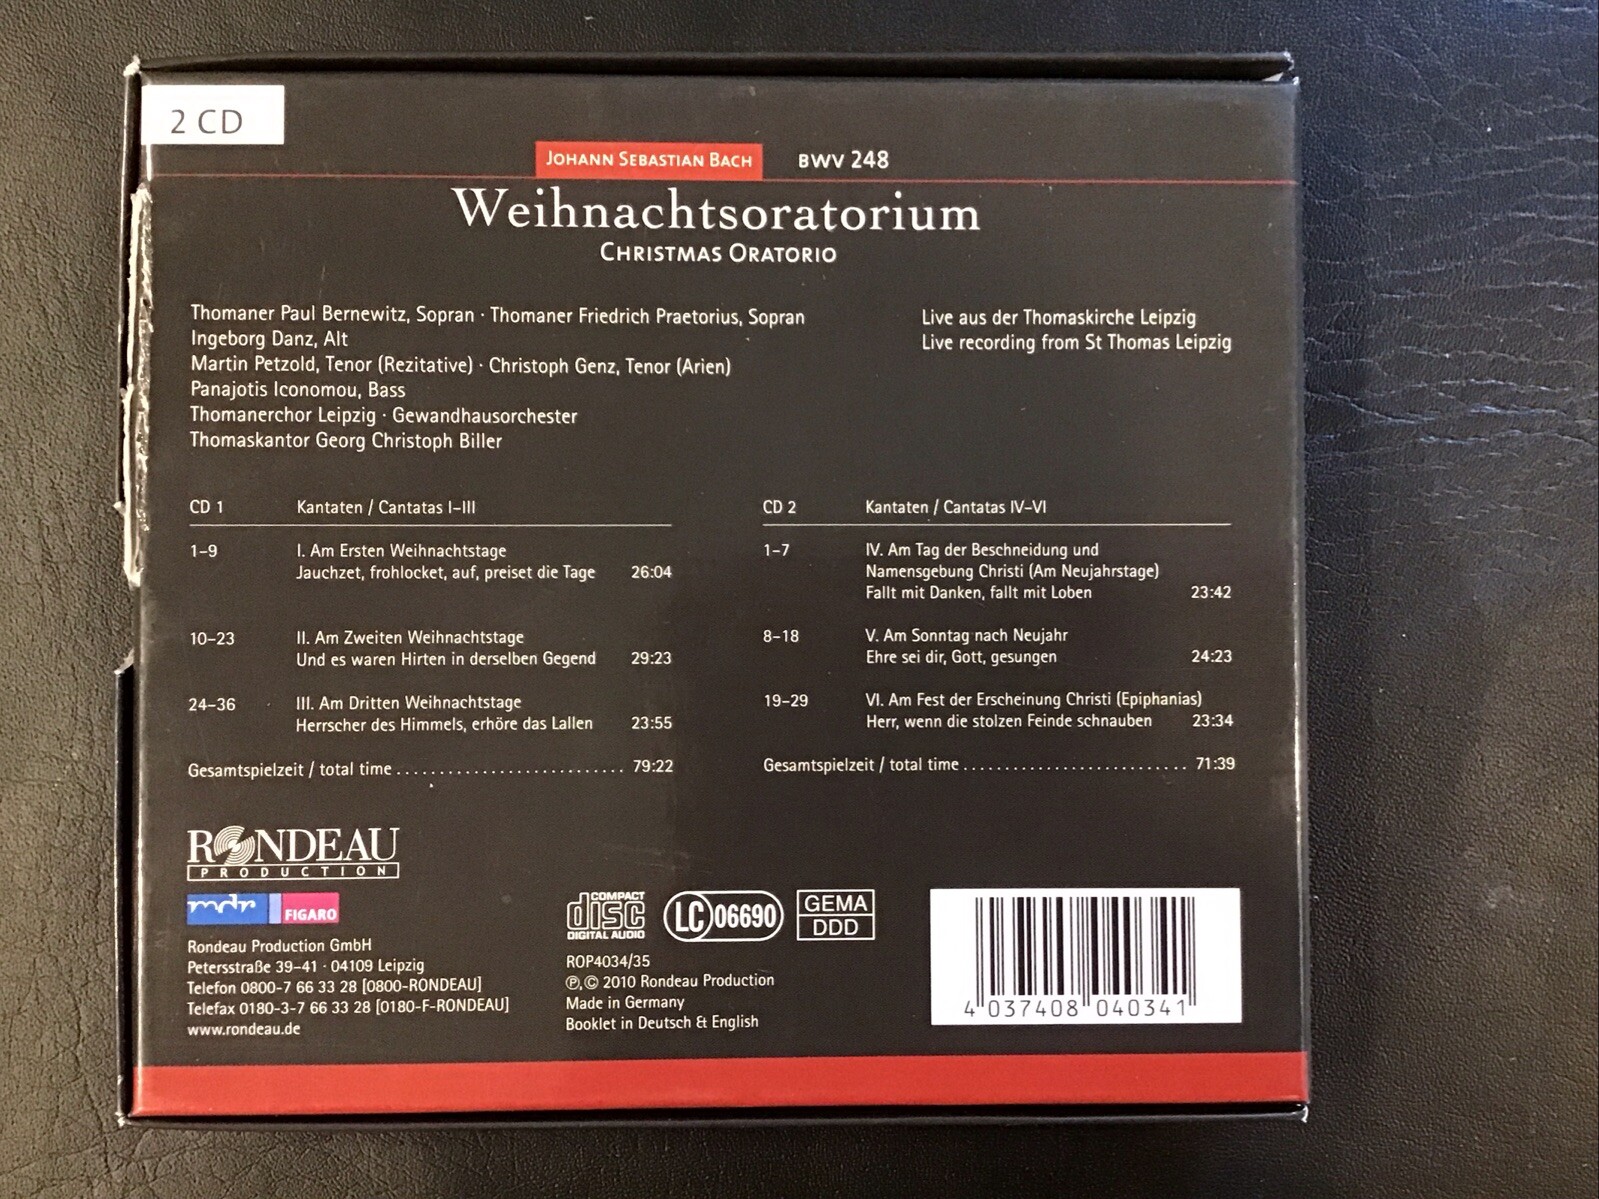 2 CD
JOHANN SEBASTIAN BACH BWV 248
Weihnachtsoratorium
CHRISTMAS ORATORIO
Thomaner Paul Bernewitz, Sopran · Thomaner Friedrich Praetorius, Sopran
Ingeborg Danz, Alt
Martin Petzold, Tenor (Rezitative) · Christoph Genz, Tenor (Arien)
Panajotis Iconomou, Bass
Thomanerchor Leipzig · Gewandhausorchester
Thomaskantor Georg Christoph Biller
Live aus der Thomaskirche Leipzig
Live recording from St Thomas Leipzig
CD 1 Kantaten / Cantatas I–III
1–9 I. Am Ersten Weihnachtstage
Jauchzet, frohlocket, auf, preiset die Tage 26:04
10–23 II. Am Zweiten Weihnachtstage
Und es waren Hirten in derselben Gegend 29:23
24–36 III. Am Dritten Weihnachtstage
Herrscher des Himmels, erhöre das Lallen 23:55
Gesamtspielzeit / total time .......................... 79:22
CD 2 Kantaten / Cantatas IV–VI
1–7 IV. Am Tag der Beschneidung und
Namensgebung Christi (Am Neujahrstage)
Fallt mit Danken, fallt mit Loben 23:42
8–18 V. Am Sonntag nach Neujahr
Ehre sei dir, Gott, gesungen 24:23
19–29 VI. Am Fest der Erscheinung Christi (Epiphanias)
Herr, wenn die stolzen Feinde schnauben 23:34
Gesamtspielzeit / total time .......................... 71:39
RONDEAU
PRODUCTION
mdr FIGARO
Rondeau Production GmbH
Petersstraße 39–41 · 04109 Leipzig
Telefon 0800-7 66 33 28 [0800-RONDEAU]
Telefax 0180-3-7 66 33 28 [0180-F-RONDEAU]
www.rondeau.de
COMPACT
disc
DIGITAL AUDIO
LC 06690
GEMA
DDD
ROP4034/35
℗,© 2010 Rondeau Production
Made in Germany
Booklet in Deutsch & English
4 037408 040341